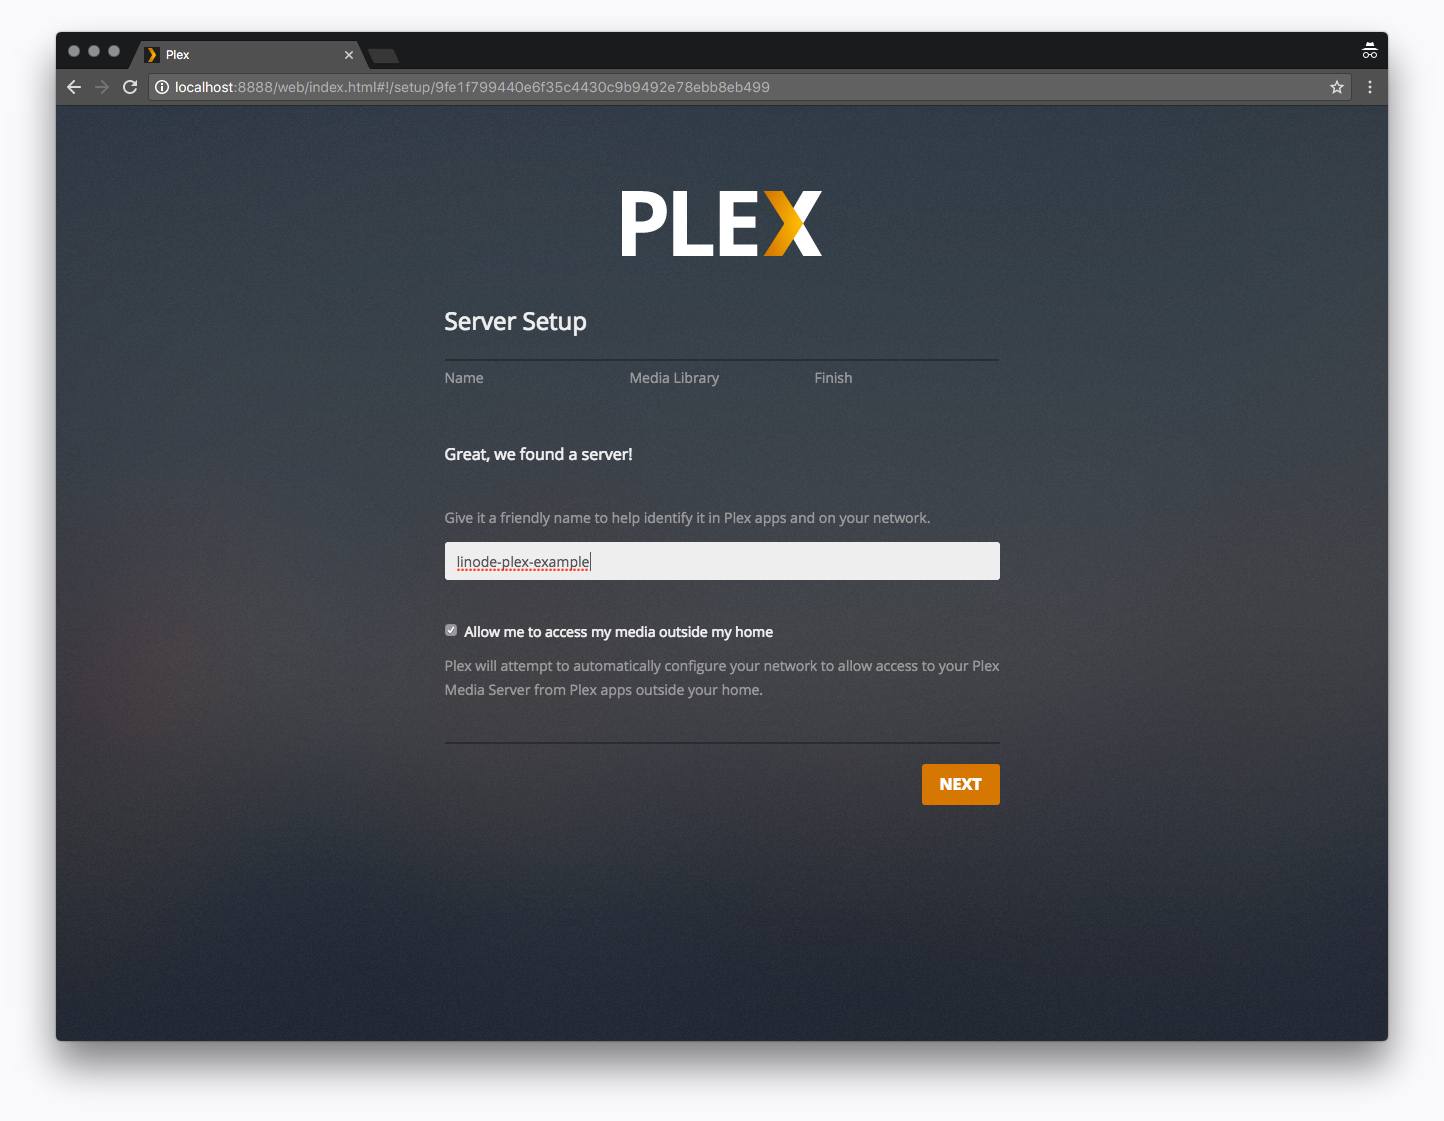 Plex
localhost:8888/web/index.html#!/setup/9fe1f799440e6f35c4430c9b9492e78ebb8eb499
PLEX
Server Setup
Name Media Library Finish
Great, we found a server!
Give it a friendly name to help identify it in Plex apps and on your network.
linode-plex-example
Allow me to access my media outside my home
Plex will attempt to automatically configure your network to allow access to your Plex
Media Server from Plex apps outside your home.
NEXT